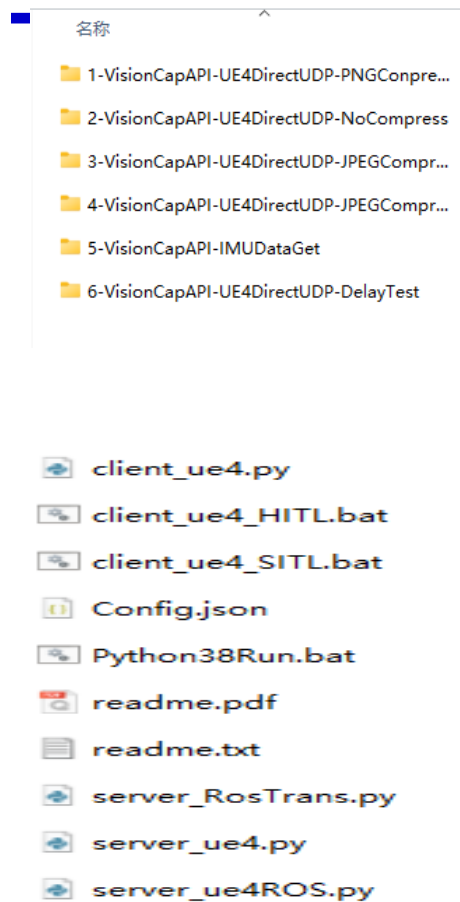 名称
1-VisionCapAPI-UE4DirectUDP-PNGConpre...
2-VisionCapAPI-UE4DirectUDP-NoCompress
3-VisionCapAPI-UE4DirectUDP-JPEGCompr...
4-VisionCapAPI-UE4DirectUDP-JPEGCompr...
5-VisionCapAPI-IMUDataGet
6-VisionCapAPI-UE4DirectUDP-DelayTest
client_ue4.py
client_ue4_HITL.bat
client_ue4_SITL.bat
Config.json
Python38Run.bat
readme.pdf
readme.txt
server_RosTrans.py
server_ue4.py
server_ue4ROS.py